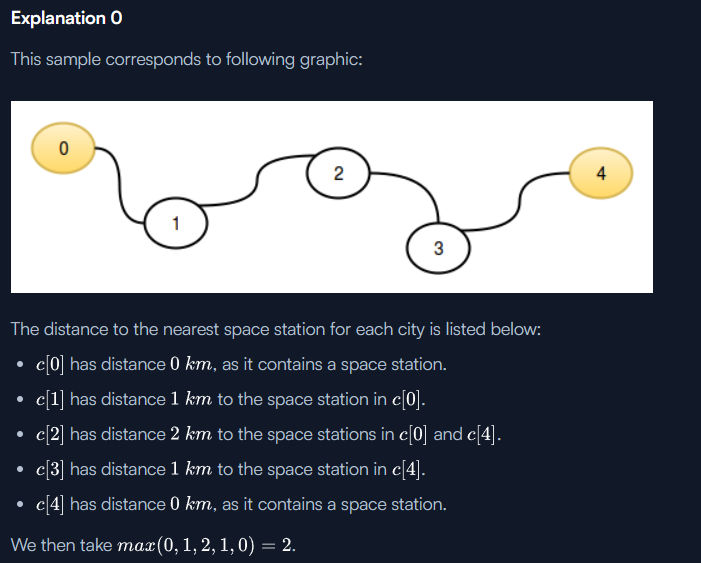 Explanation 0
This sample corresponds to following graphic:
0
1
2
3
4
The distance to the nearest space station for each city is listed below:
• c[0] has distance 0 km, as it contains a space station.
• c[1] has distance 1 km to the space station in c[0].
• c[2] has distance 2 km to the space stations in c[0] and c[4].
• c[3] has distance 1 km to the space station in c[4].
• c[4] has distance 0 km, as it contains a space station.
We then take max(0, 1, 2, 1, 0) = 2.